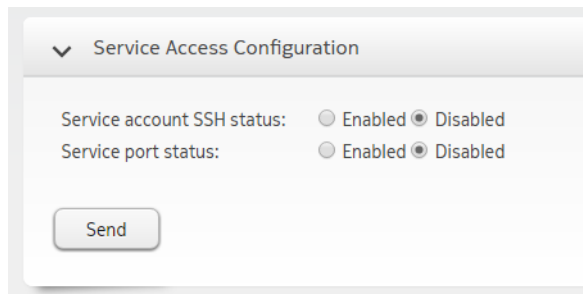 Service Access Configuration
Service account SSH status: Enabled Disabled
Service port status: Enabled Disabled
Send